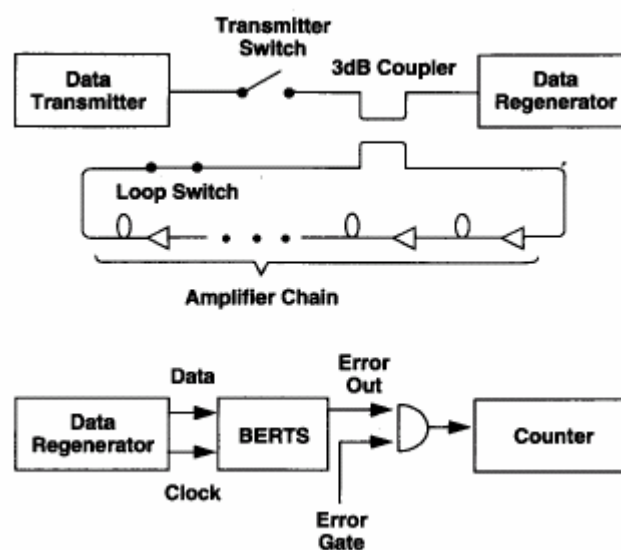 Transmitter
Switch
3dB Coupler
Data
Transmitter
Data
Regenerator
Loop Switch
Amplifier Chain
Data
Error
Out
Data
Regenerator
BERTS
Counter
Clock
Error
Gate